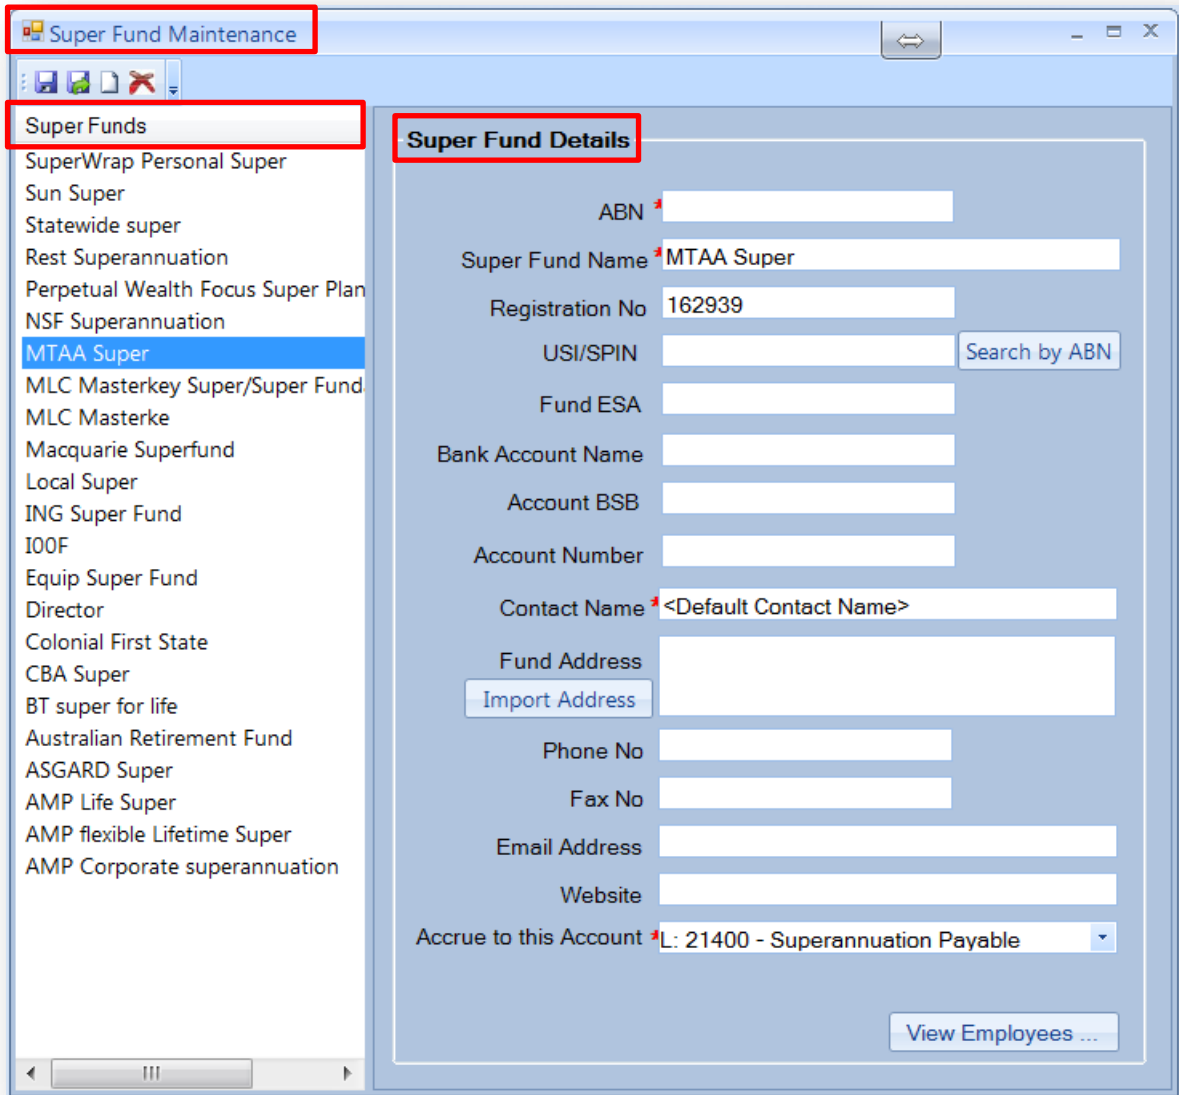 Super Fund Maintenance
Super Funds
SuperWrap Personal Super
Sun Super
Statewide super
Rest Superannuation
Perpetual Wealth Focus Super Plan
NSF Superannuation
MTAA Super
MLC Masterkey Super/Super Fund
MLC Masterke
Macquarie Superfund
Local Super
ING Super Fund
I00F
Equip Super Fund
Director
Colonial First State
CBA Super
BT super for life
Australian Retirement Fund
ASGARD Super
AMP Life Super
AMP flexible Lifetime Super
AMP Corporate superannuation
Super Fund Details
ABN *
Super Fund Name * MTAA Super
Registration No 162939
USI/SPIN Search by ABN
Fund ESA
Bank Account Name
Account BSB
Account Number
Contact Name * <Default Contact Name>
Fund Address
Import Address
Phone No
Fax No
Email Address
Website
Accrue to this Account * L: 21400 - Superannuation Payable
View Employees ...